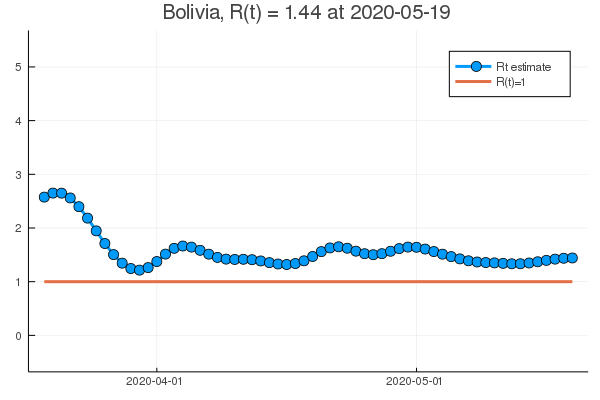 Bolivia, R(t) = 1.44 at 2020-05-19
5
4
3
2
1
0
Rt estimate
R(t)=1
2020-04-01
2020-05-01